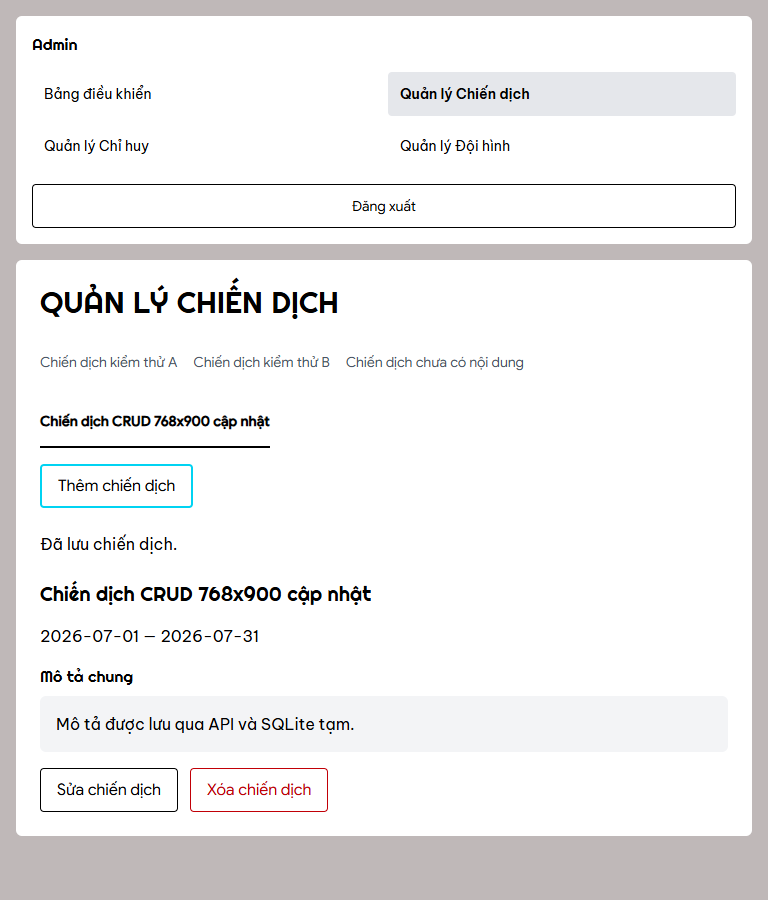 Admin
Bảng điều khiển
Quản lý Chiến dịch
Quản lý Chỉ huy
Quản lý Đội hình
Đăng xuất
QUẢN LÝ CHIẾN DỊCH
Chiến dịch kiểm thử A
Chiến dịch kiểm thử B
Chiến dịch chưa có nội dung
Chiến dịch CRUD 768x900 cập nhật
Thêm chiến dịch
Đã lưu chiến dịch.
Chiến dịch CRUD 768x900 cập nhật
2026-07-01 — 2026-07-31
Mô tả chung
Mô tả được lưu qua API và SQLite tạm.
Sửa chiến dịch
Xóa chiến dịch